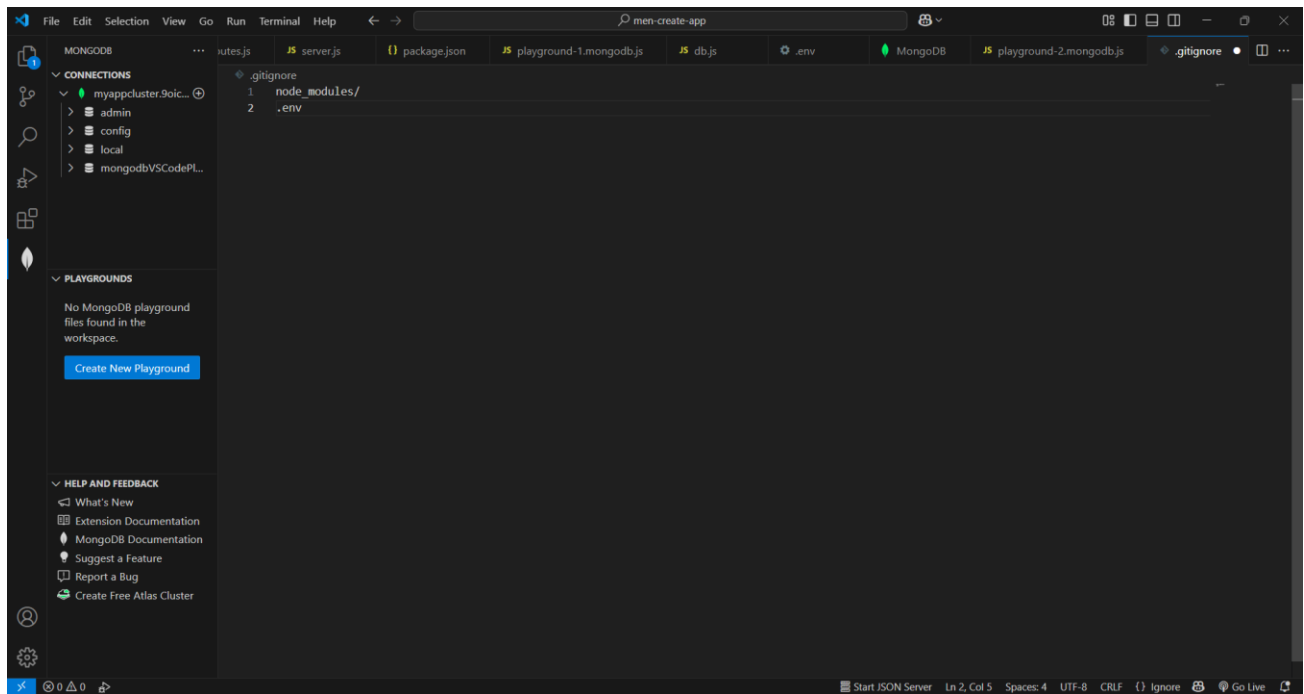 File Edit Selection View Go Run Terminal Help
men-create-app
MONGODB
utes.js
JS server.js
{} package.json
JS playground-1.mongodb.js
JS db.js
.env
MongoDB
JS playground-2.mongodb.js
.gitignore
CONNECTIONS
myappcluster.9oic...
admin
config
local
mongodbVSCodePl...
.gitignore
1 node_modules/
2 .env
PLAYGROUNDS
No MongoDB playground
files found in the
workspace.
Create New Playground
HELP AND FEEDBACK
What's New
Extension Documentation
MongoDB Documentation
Suggest a Feature
Report a Bug
Create Free Atlas Cluster
1
0 0
Start JSON Server Ln 2, Col 5 Spaces: 4 UTF-8 CRLF {} Ignore Go Live